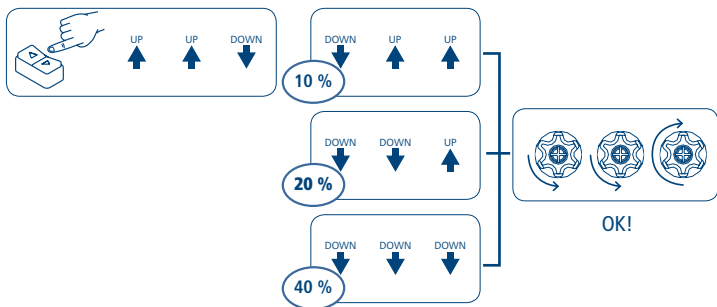 UP UP DOWN
DOWN UP UP
10 %
DOWN DOWN UP
20 %
DOWN DOWN DOWN
40 %
OK!